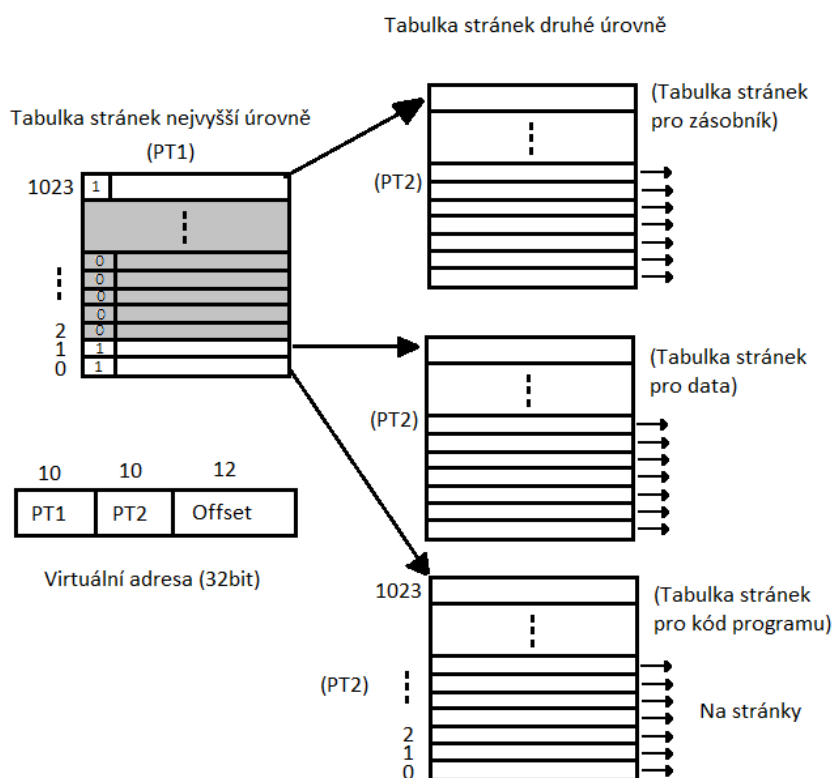 Tabulka stránek druhé úrovně
Tabulka stránek nejvyšší úrovně
(PT1)
1023
1
0
0
0
0
2
0
1
1
0
1
(Tabulka stránek
pro zásobník)
(PT2)
(Tabulka stránek
pro data)
(PT2)
10
10
12
PT1
PT2
Offset
Virtuální adresa (32bit)
1023
(Tabulka stránek
pro kód programu)
(PT2)
2
1
0
Na stránky